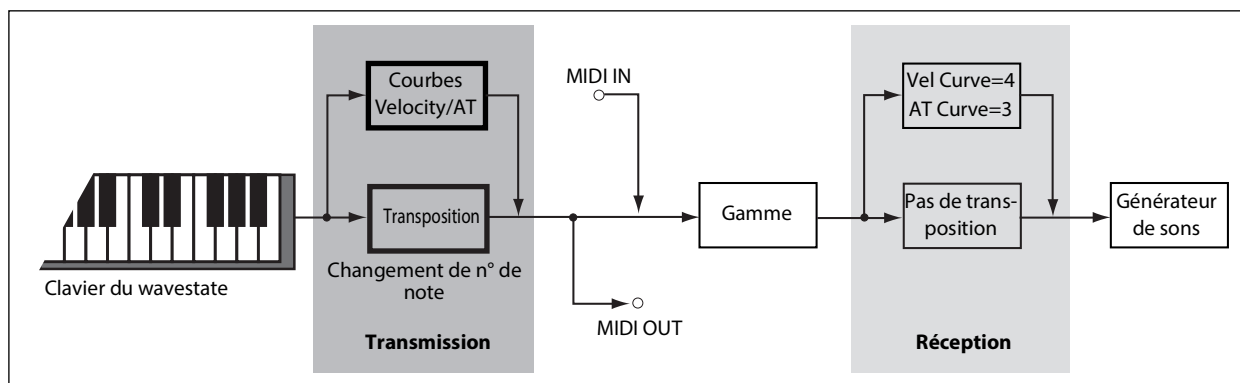 Courbes
Velocity/AT
MIDI IN
Vel Curve=4
AT Curve=3
Transposition
Gamme
Pas de trans-
position
Générateur
de sons
Clavier du wavestate
Changement de n° de
note
MIDI OUT
Transmission
Réception